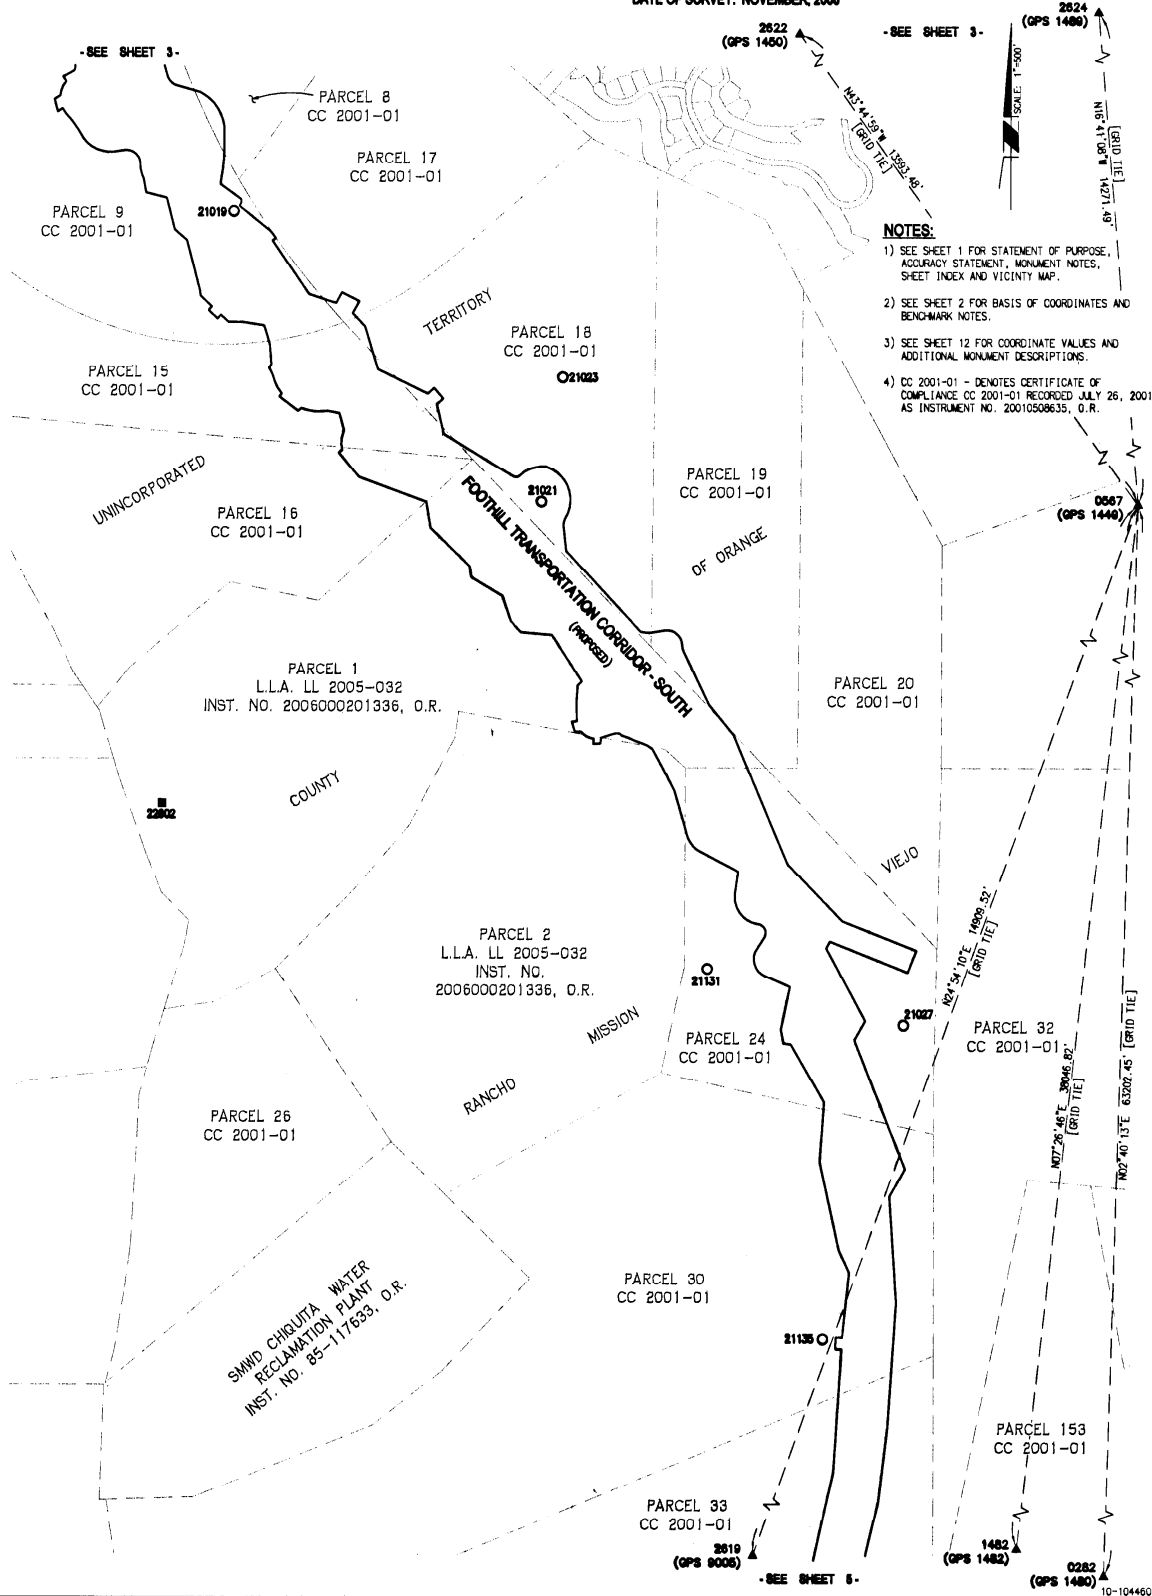 DATE OF SURVEY: NOVEMBER,
2622
(GPS 1450)
- SEE SHEET 3 -
2624
(GPS 1489)
- SEE SHEET 3 -
SCALE: 1"=500'
N43°44'59"W 13593.48'
[GRID TIE]
N16°41'08"W 14271.49'
[GRID TIE]
PARCEL 8
CC 2001-01
PARCEL 17
CC 2001-01
PARCEL 9
CC 2001-01
21019
NOTES:
1) SEE SHEET 1 FOR STATEMENT OF PURPOSE,
ACCURACY STATEMENT, MONUMENT NOTES,
SHEET INDEX AND VICINITY MAP.
2) SEE SHEET 2 FOR BASIS OF COORDINATES AND
BENCHMARK NOTES.
3) SEE SHEET 12 FOR COORDINATE VALUES AND
ADDITIONAL MONUMENT DESCRIPTIONS.
4) CC 2001-01 - DENOTES CERTIFICATE OF
COMPLIANCE CC 2001-01 RECORDED JULY 26, 2001
AS INSTRUMENT NO. 20010508635, O.R.
TERRITORY
PARCEL 18
CC 2001-01
21023
PARCEL 15
CC 2001-01
UNINCORPORATED
PARCEL 16
CC 2001-01
21021
PARCEL 19
CC 2001-01
0567
(GPS 1449)
OF ORANGE
FOOTHILL TRANSPORTATION CORRIDOR - SOUTH
(PROPOSED)
PARCEL 1
L.L.A. LL 2005-032
INST. NO. 2006000201336, O.R.
PARCEL 20
CC 2001-01
COUNTY
22602
VIEJO
PARCEL 2
L.L.A. LL 2005-032
INST. NO.
2006000201336, O.R.
21131
21027
N24°54'10"E 14909.52'
[GRID TIE]
MISSION
PARCEL 24
CC 2001-01
PARCEL 32
CC 2001-01
N07°26'46"E 38046.82'
[GRID TIE]
N02°40'13"E 63202.45' [GRID TIE]
RANCHO
PARCEL 26
CC 2001-01
SMWD CHIQUITA WATER
RECLAMATION PLANT
INST. NO. 85-117633, O.R.
PARCEL 30
CC 2001-01
21135
PARCEL 153
CC 2001-01
PARCEL 33
CC 2001-01
2619
(GPS 9005)
- SEE SHEET 5 -
1482
(GPS 1482)
0282
(GPS 1480)
10-104460